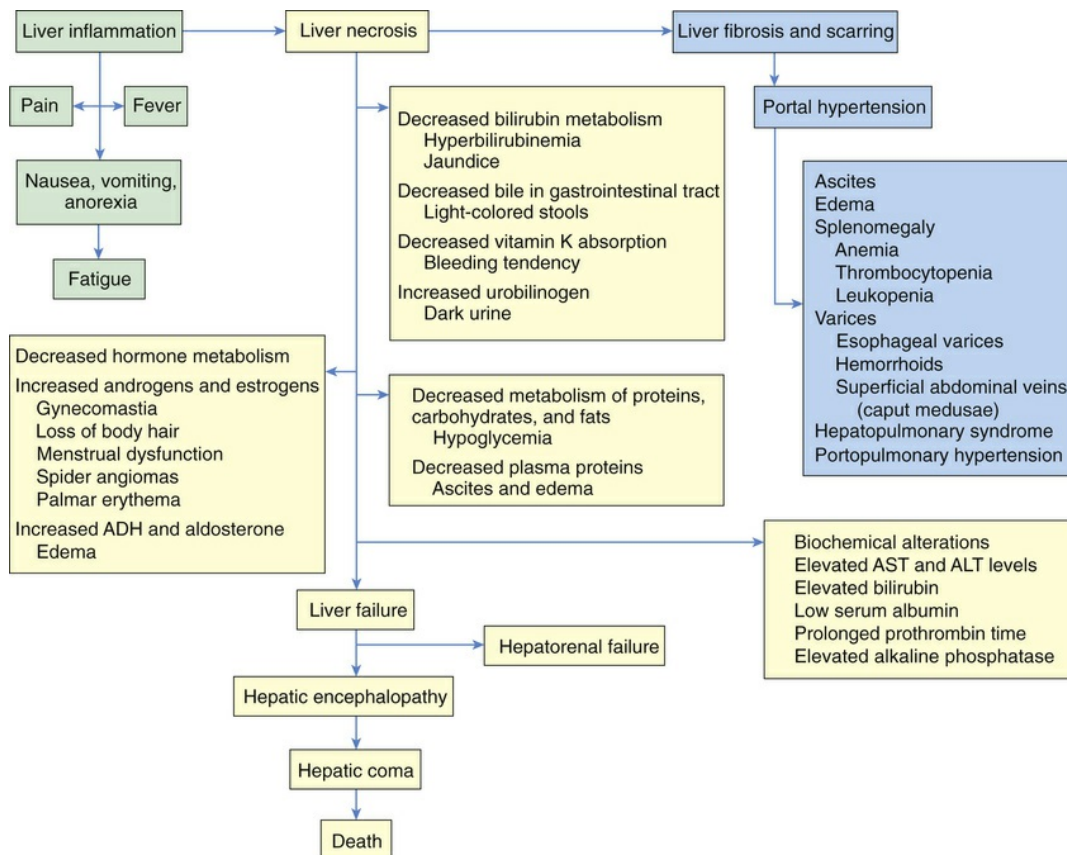 Liver inflammation
Liver necrosis
Liver fibrosis and scarring
Pain
Fever
Portal hypertension
Nausea, vomiting,
anorexia
Fatigue
Decreased bilirubin metabolism
Hyperbilirubinemia
Jaundice
Decreased bile in gastrointestinal tract
Light-colored stools
Decreased vitamin K absorption
Bleeding tendency
Increased urobilinogen
Dark urine
Ascites
Edema
Splenomegaly
Anemia
Thrombocytopenia
Leukopenia
Varices
Esophageal varices
Hemorrhoids
Superficial abdominal veins
(caput medusae)
Hepatopulmonary syndrome
Portopulmonary hypertension
Decreased hormone metabolism
Increased androgens and estrogens
Gynecomastia
Loss of body hair
Menstrual dysfunction
Spider angiomas
Palmar erythema
Increased ADH and aldosterone
Edema
Decreased metabolism of proteins,
carbohydrates, and fats
Hypoglycemia
Decreased plasma proteins
Ascites and edema
Biochemical alterations
Elevated AST and ALT levels
Elevated bilirubin
Low serum albumin
Prolonged prothrombin time
Elevated alkaline phosphatase
Liver failure
Hepatorenal failure
Hepatic encephalopathy
Hepatic coma
Death